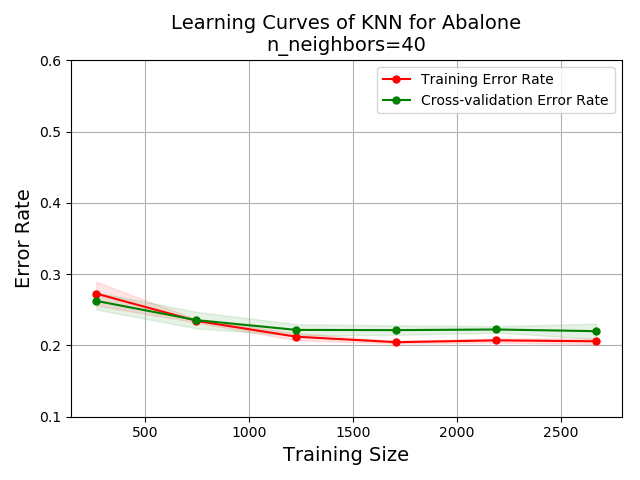 Learning Curves of KNN for Abalone
n_neighbors=40
Training Error Rate
Cross-validation Error Rate
Error Rate
0.6
0.5
0.4
0.3
0.2
0.1
500 1000 1500 2000 2500
Training Size